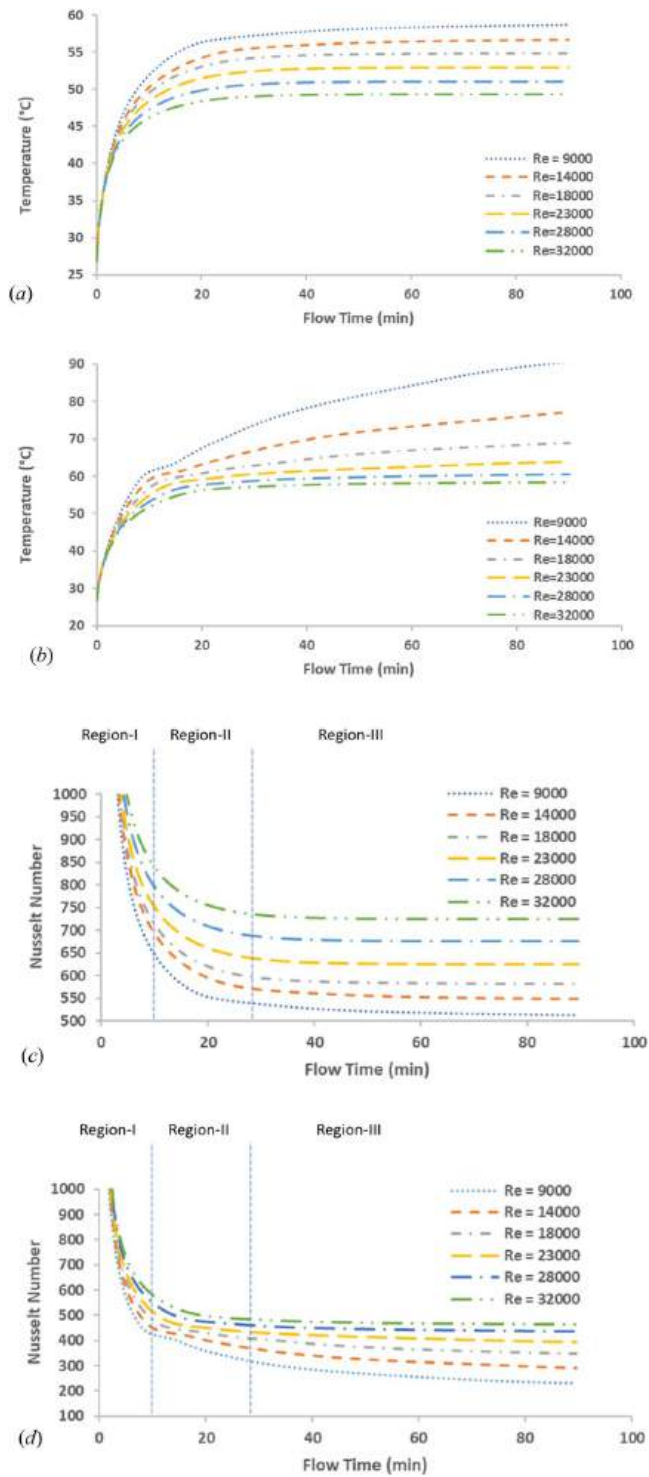 60
55
50
45
40
35
30
25
Temperature (°C)
Re = 9000
Re=14000
Re=18000
Re=23000
Re=28000
Re=32000
0 20 40 60 80 100
Flow Time (min)
(a)
90
80
70
60
50
40
30
20
Temperature (°C)
Re=9000
Re=14000
Re=18000
Re=23000
Re=28000
Re=32000
0 20 40 60 80 100
Flow Time (min)
(b)
Region-I Region-II Region-III
1000
950
900
850
800
750
700
650
600
550
500
Nusselt Number
Re = 9000
Re = 14000
Re = 18000
Re = 23000
Re = 28000
Re = 32000
0 20 40 60 80 100
Flow Time (min)
(c)
Region-I Region-II Region-III
1000
900
800
700
600
500
400
300
200
100
Nusselt Number
Re = 9000
Re = 14000
Re = 18000
Re = 23000
Re = 28000
Re = 32000
0 20 40 60 80 100
Flow Time (min)
(d)